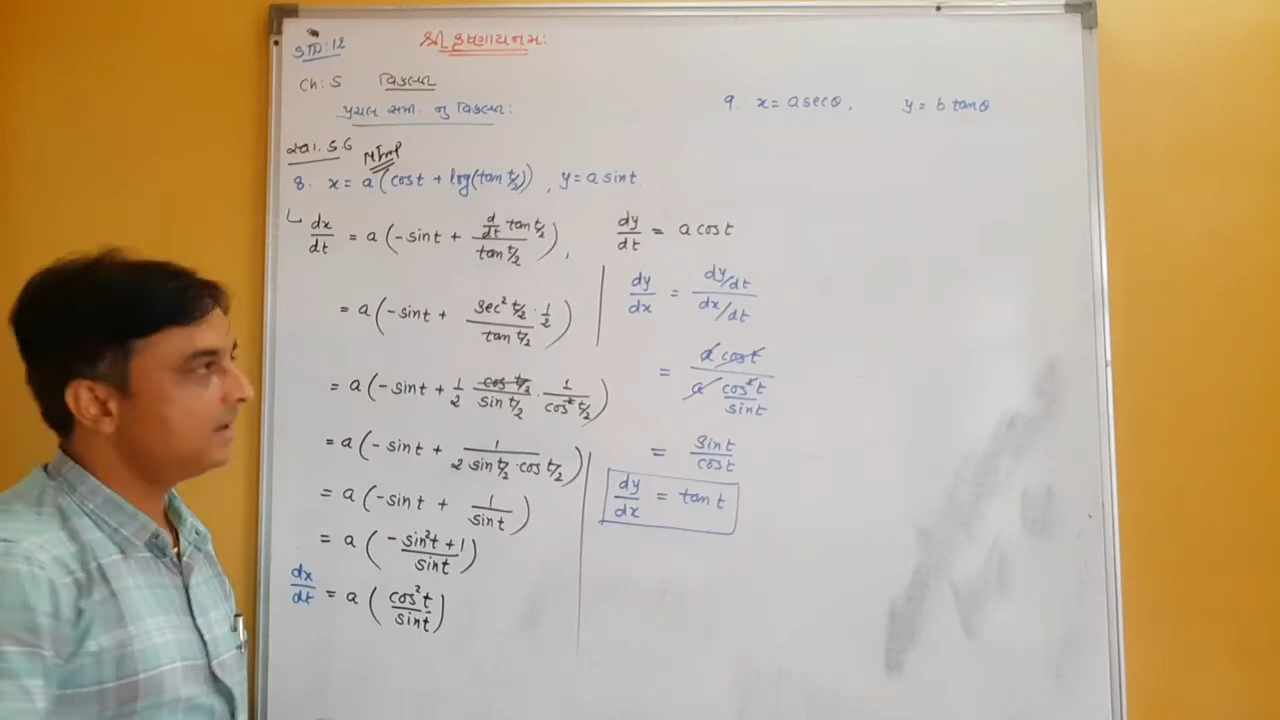 STD: 12
શ્રી કૃષ્ણાય નમઃ
Ch: 5 વિકલન
પ્રચલ સમી. નુ વિકલન:
સ્વા. 5.6
M Imp
8. x = a(cost + log(tan t/2)), y = a sint
dx/dt = a(-sint + d/dt tan t/2 / tan t/2),
= a(-sint + sec² t/2 · 1/2 / tan t/2)
= a(-sint + 1/2 cos t/2 / sin t/2 · 1/cos² t/2)
= a(-sint + 1 / 2 sin t/2 · cos t/2)
= a(-sint + 1/sint)
= a(-sin²t + 1 / sint)
dx/dt = a(cos²t / sint)
dy/dt = a cost
dy/dx = dy/dt / dx/dt
= a cost / a cos²t/sint
= sint/cost
dy/dx = tan t
9. x = a secθ, y = b tanθ